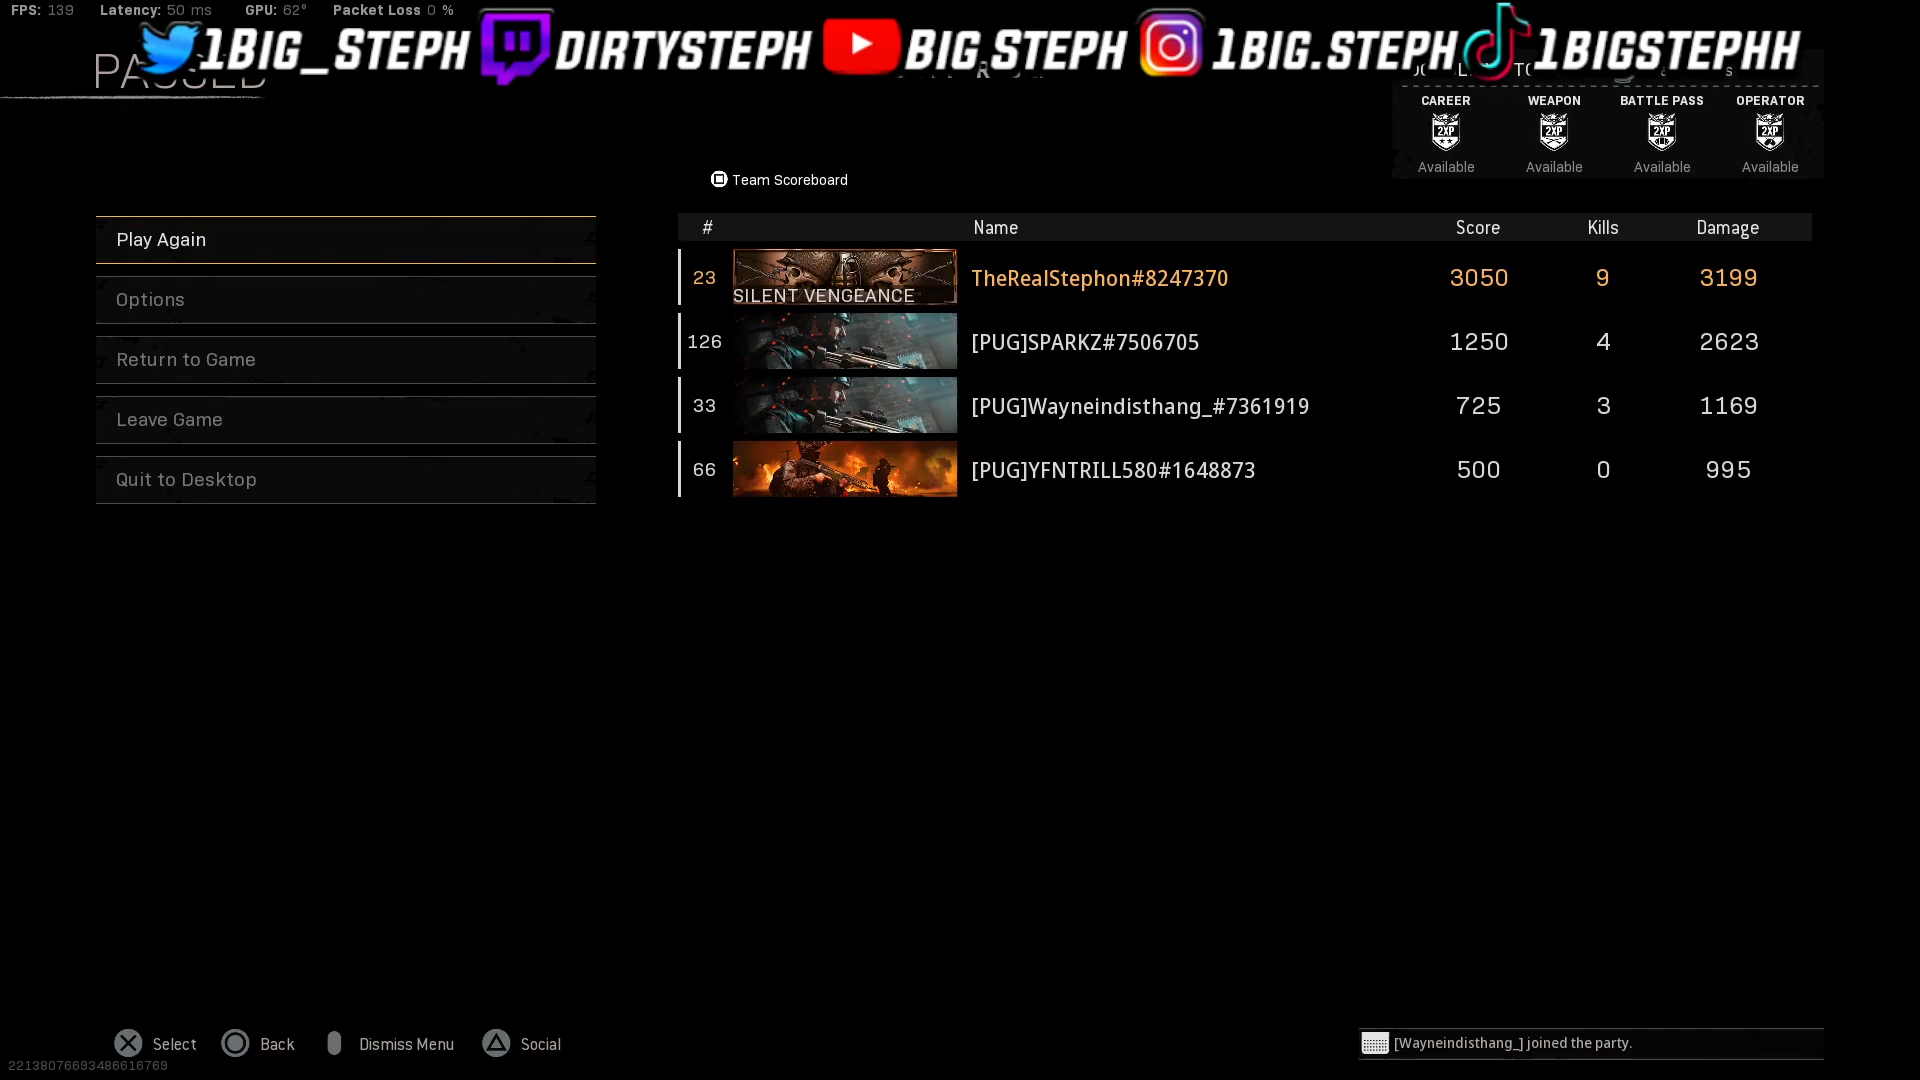 FPS: 139 Latency: 50 ms GPU: 62° Packet Loss 0 %
1Big_Steph DirtySteph Big.Steph 1Big.Steph 1BigStephh
PAUSED
CAREER WEAPON BATTLE PASS OPERATOR
2XP 2XP 2XP 2XP
Available Available Available Available
Team Scoreboard
Play Again
Options
Return to Game
Leave Game
Quit to Desktop
# Name Score Kills Damage
23 SILENT VENGEANCE TheRealStephon#8247370 3050 9 3199
126 [PUG]SPARKZ#7506705 1250 4 2623
33 [PUG]Wayneindisthang_#7361919 725 3 1169
66 [PUG]YFNTRILL580#1648873 500 0 995
Select Back Dismiss Menu Social
[Wayneindisthang_] joined the party.
22138076693486616769